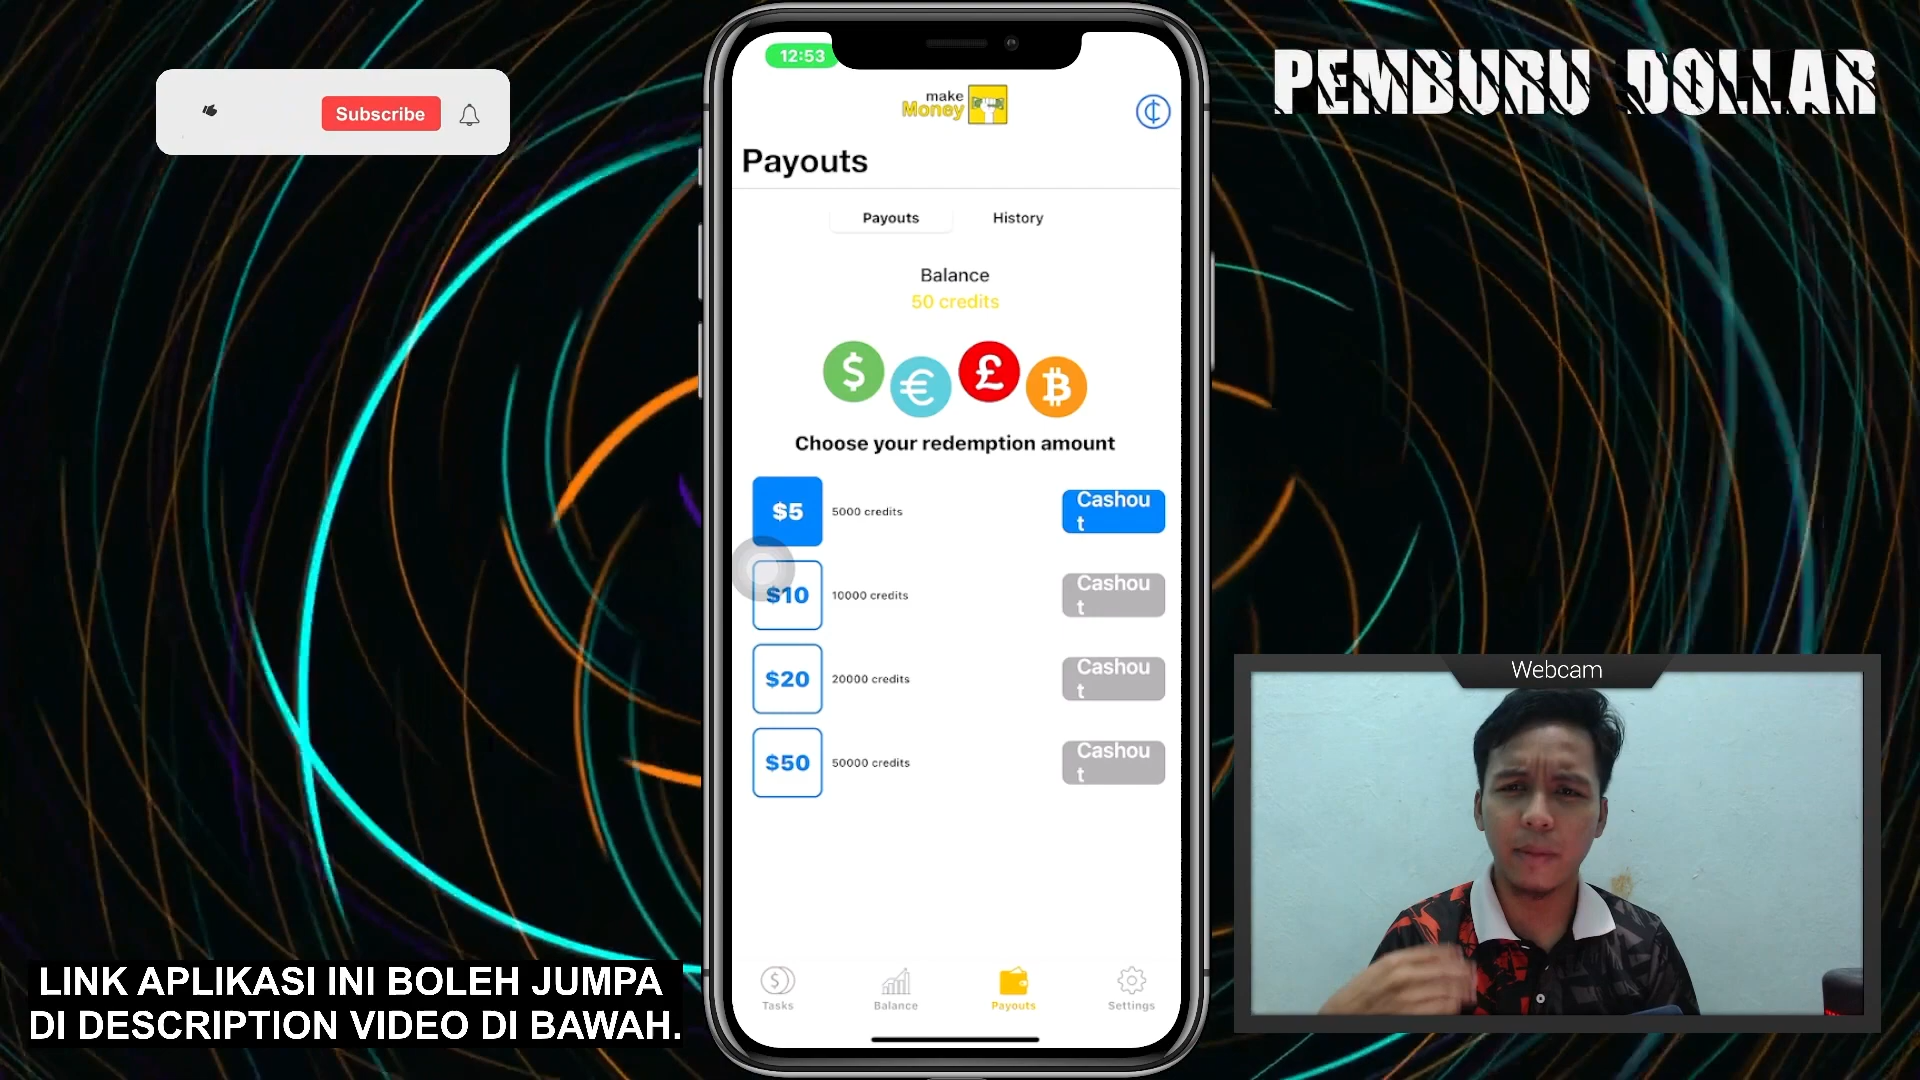 Subscribe
PEMBURU DOLLAR
12:53
make
Money
Payouts
Payouts
History
Balance
50 credits
Choose your redemption amount
$5
5000 credits
Cashou
t
$10
10000 credits
Cashou
t
$20
20000 credits
Cashou
t
$50
50000 credits
Cashou
t
Tasks
Balance
Payouts
Settings
Webcam
LINK APLIKASI INI BOLEH JUMPA
DI DESCRIPTION VIDEO DI BAWAH.